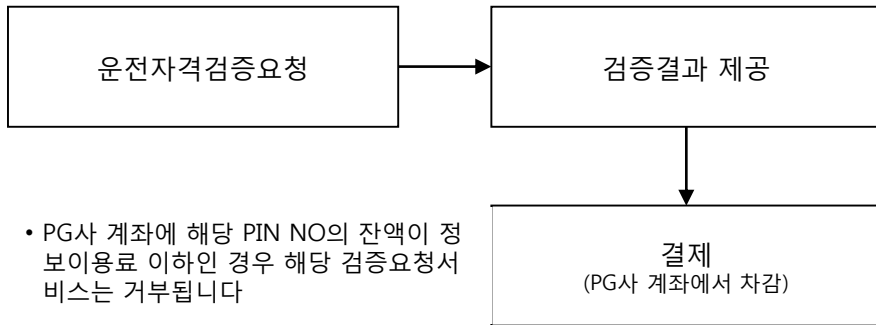 운전자격검증요청
검증결과 제공
• PG사 계좌에 해당 PIN NO의 잔액이 정
보이용료 이하인 경우 해당 검증요청서
비스는 거부됩니다
결제
(PG사 계좌에서 차감)